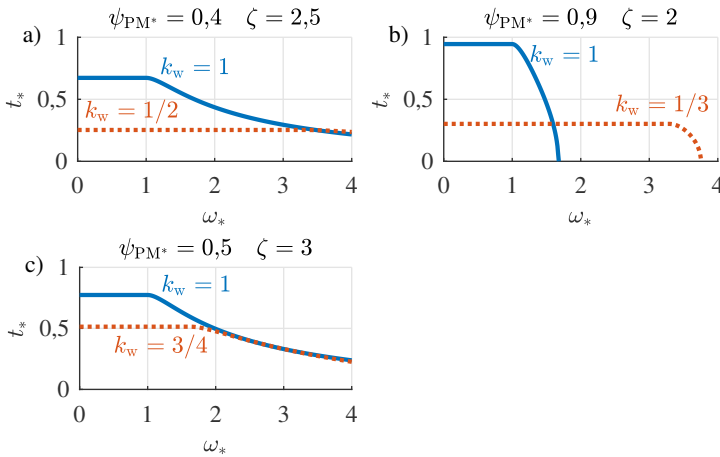 ψPM* = 0,4 ζ = 2,5
a)
1
0,5
0
t*
kw = 1
kw = 1/2
0 1 2 3 4
ω*
ψPM* = 0,9 ζ = 2
b)
1
0,5
0
t*
kw = 1
kw = 1/3
0 1 2 3 4
ω*
ψPM* = 0,5 ζ = 3
c)
1
0,5
0
t*
kw = 1
kw = 3/4
0 1 2 3 4
ω*